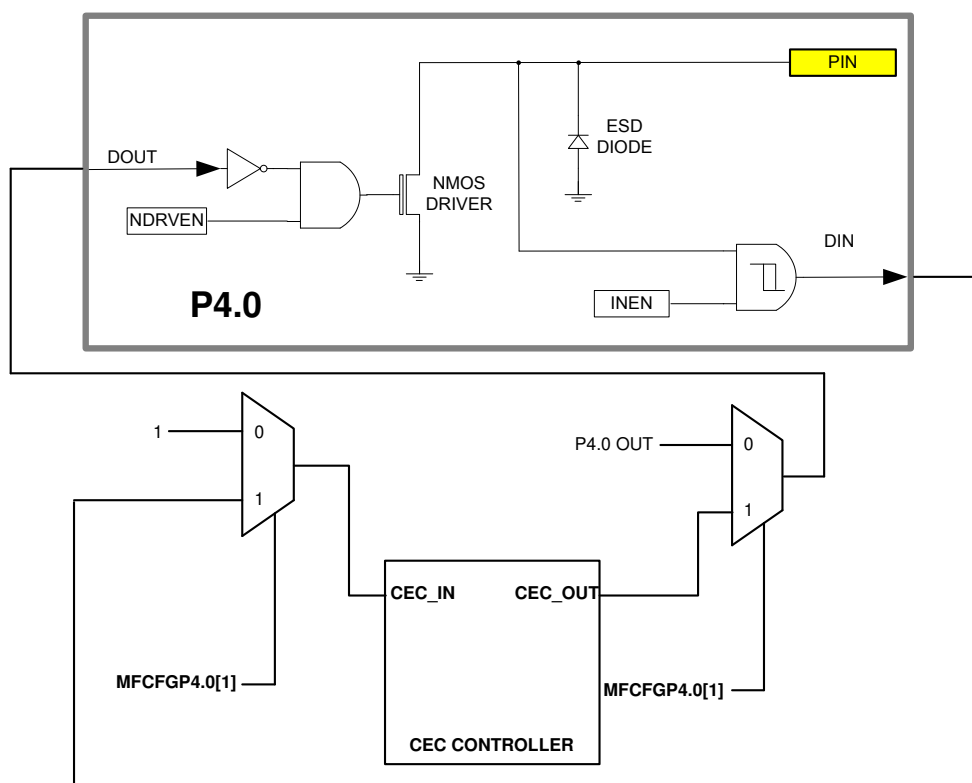 PIN
ESD
DIODE
DOUT
NMOS
DRIVER
NDRVEN
DIN
INEN
P4.0
1
0
1
P4.0 OUT
0
1
CEC_IN
CEC_OUT
MFCFGP4.0[1]
MFCFGP4.0[1]
CEC CONTROLLER